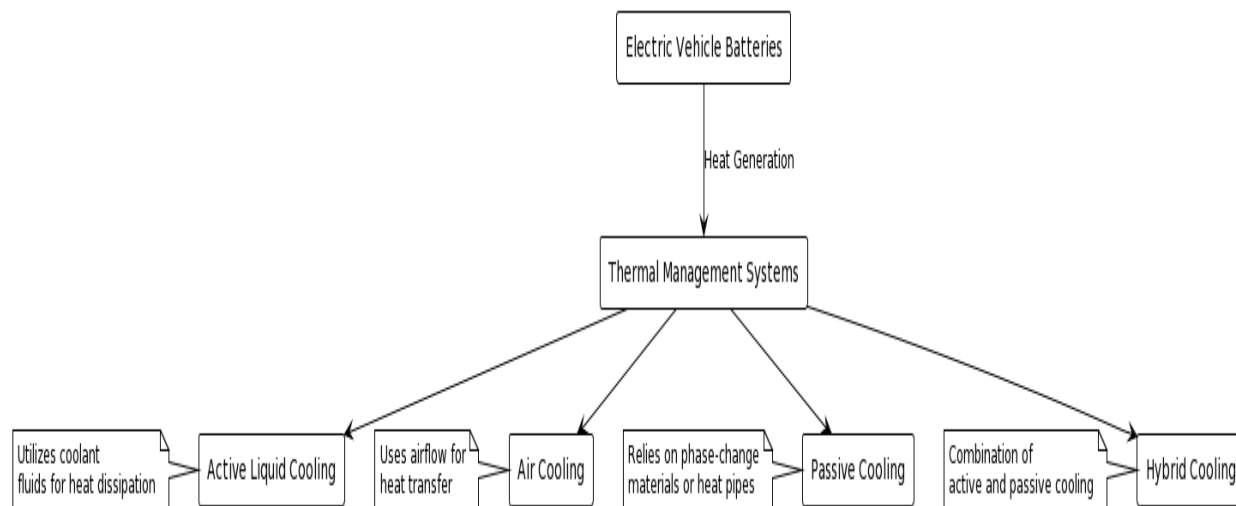 Electric Vehicle Batteries
Heat Generation
Thermal Management Systems
Utilizes coolant
fluids for heat dissipation
Active Liquid Cooling
Uses airflow for
heat transfer
Air Cooling
Relies on phase-change
materials or heat pipes
Passive Cooling
Combination of
active and passive cooling
Hybrid Cooling